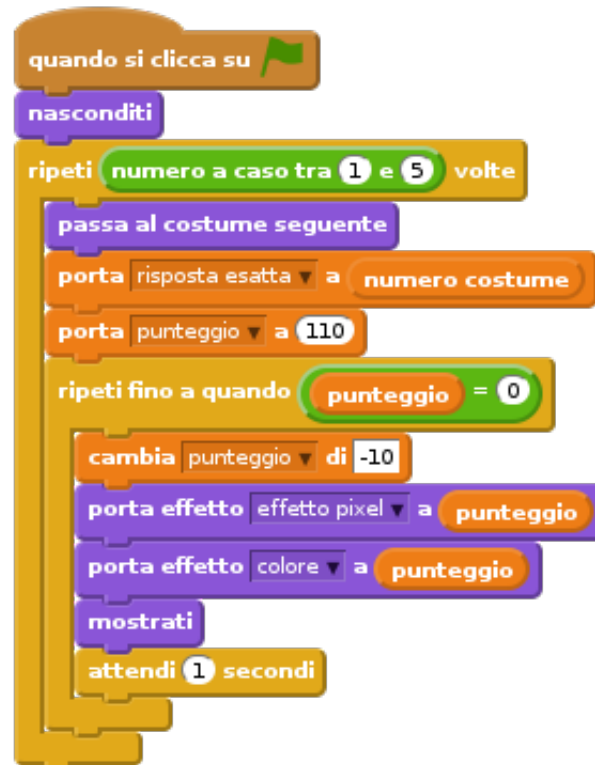 quando si clicca su
nasconditi
ripeti numero a caso tra 1 e 5 volte
passa al costume seguente
porta risposta esatta a numero costume
porta punteggio a 110
ripeti fino a quando punteggio = 0
cambia punteggio di -10
porta effetto effetto pixel a punteggio
porta effetto colore a punteggio
mostrati
attendi 1 secondi